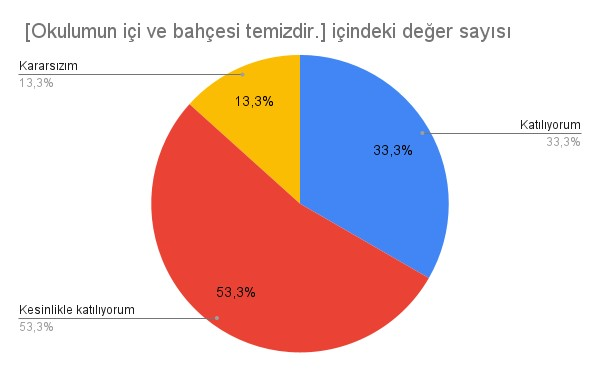 [Okulumun içi ve bahçesi temizdir.] içindeki değer sayısı
Kararsızım
13,3%
13,3%
Katılıyorum
33,3%
33,3%
53,3%
Kesinlikle katılıyorum
53,3%